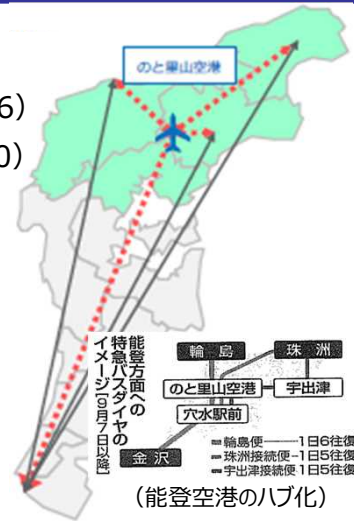 のと里山空港
6）
0）
能登方面への
特急バスダイヤの
イメージ[9月7日以降]
輪島
珠洲
のと里山空港
宇出津
穴水駅前
金沢
輪島便――1日6往復
珠洲接続便-1日5往復
宇出津接続便1日5往復
（能登空港のハブ化）